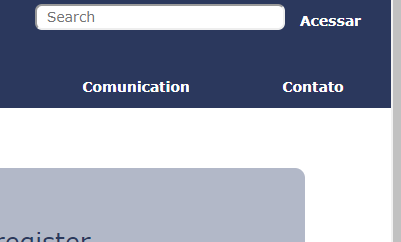 Search
Acessar
Comunication
Contato
register